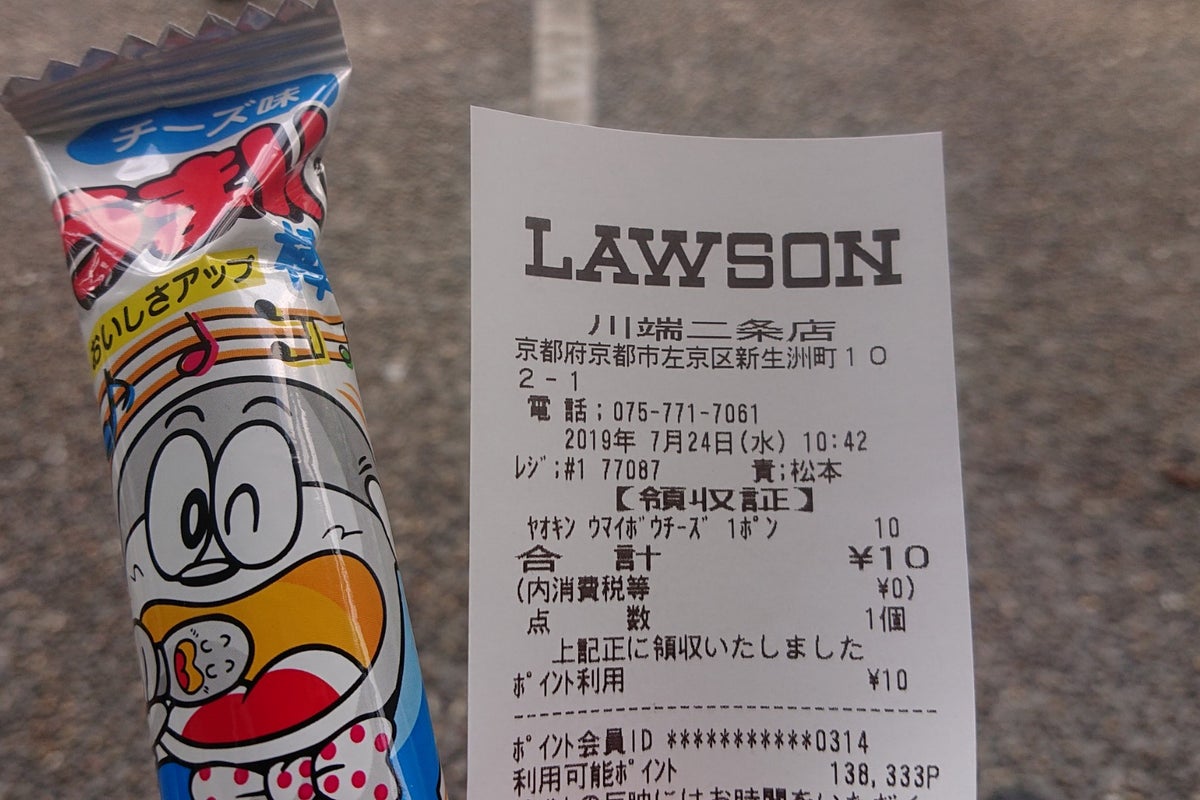 チーズ味
うまい
棒
おいしさアップ
LAWSON
川端二条店
京都府京都市左京区新生洲町10
2-1
電話;075-771-7061
2019年 7月24日(水) 10:42
レジ;#1 77087 責;松本
【領収証】
ヤオキン ウマイボウチーズ 1ポン 10
合 計 ¥10
(内消費税等 ¥0)
点 数 1個
上記正に領収いたしました
ポイント利用 ¥10
ポイント会員ID ***********0314
利用可能ポイント 138,333P